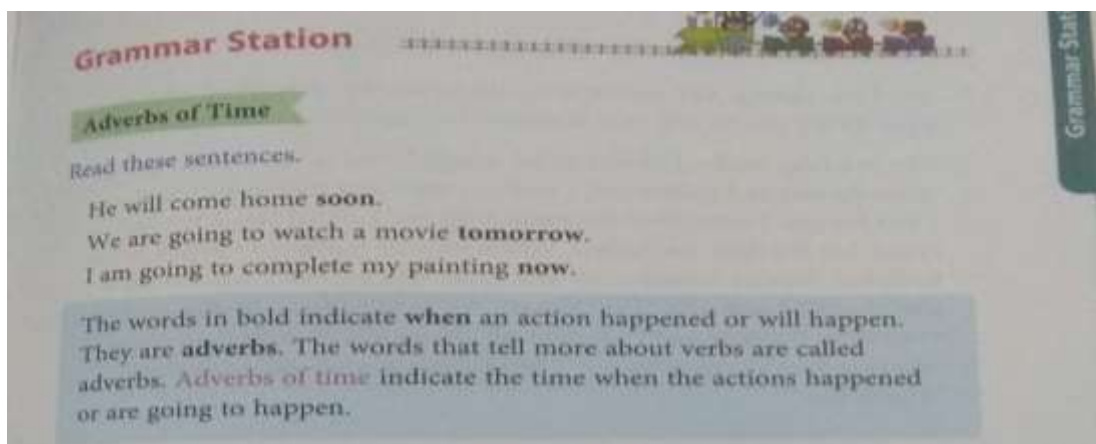 Grammar Station
Adverbs of Time
Read these sentences.
He will come home soon.
We are going to watch a movie tomorrow.
I am going to complete my painting now.
The words in bold indicate when an action happened or will happen.
They are adverbs. The words that tell more about verbs are called
adverbs. Adverbs of time indicate the time when the actions happened
or are going to happen.
Grammar Stat